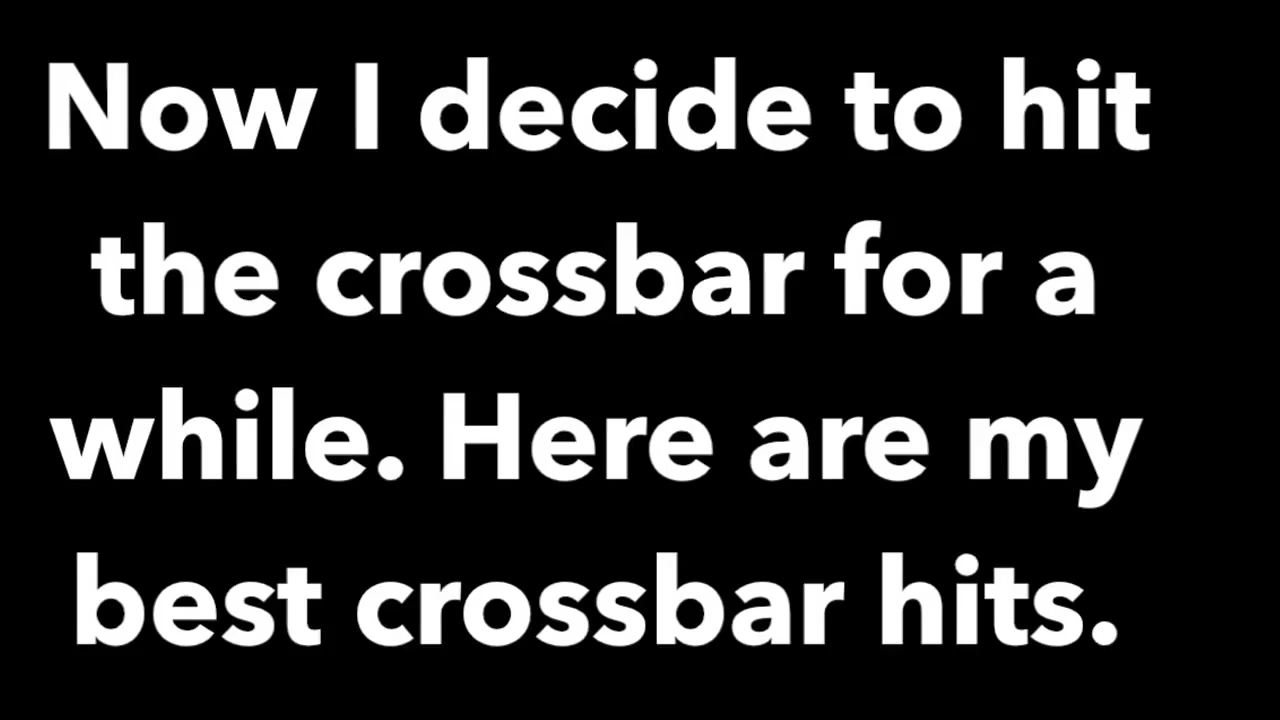 Now I decide to hit
the crossbar for a
while. Here are my
best crossbar hits.